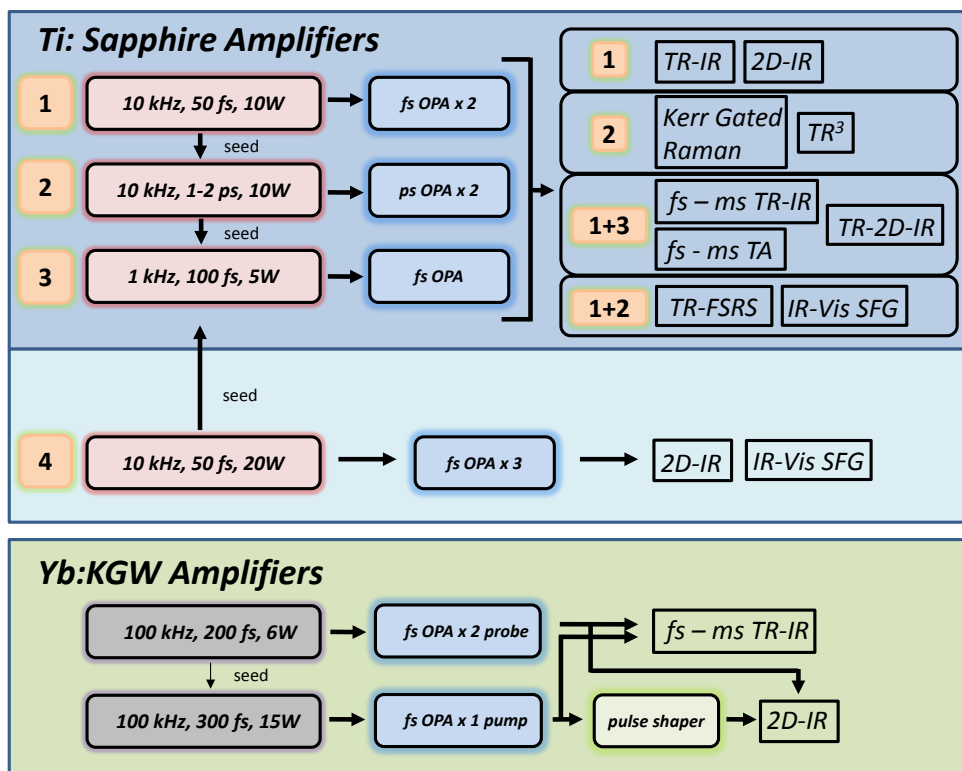 Ti: Sapphire Amplifiers
1
10 kHz, 50 fs, 10W
fs OPA x 2
seed
2
10 kHz, 1-2 ps, 10W
ps OPA x 2
seed
3
1 kHz, 100 fs, 5W
fs OPA
1
TR-IR
2D-IR
2
Kerr Gated
Raman
TR³
1+3
fs – ms TR-IR
fs - ms TA
TR-2D-IR
1+2
TR-FSRS
IR-Vis SFG
seed
4
10 kHz, 50 fs, 20W
fs OPA x 3
2D-IR
IR-Vis SFG
Yb:KGW Amplifiers
100 kHz, 200 fs, 6W
fs OPA x 2 probe
fs – ms TR-IR
seed
100 kHz, 300 fs, 15W
fs OPA x 1 pump
pulse shaper
2D-IR